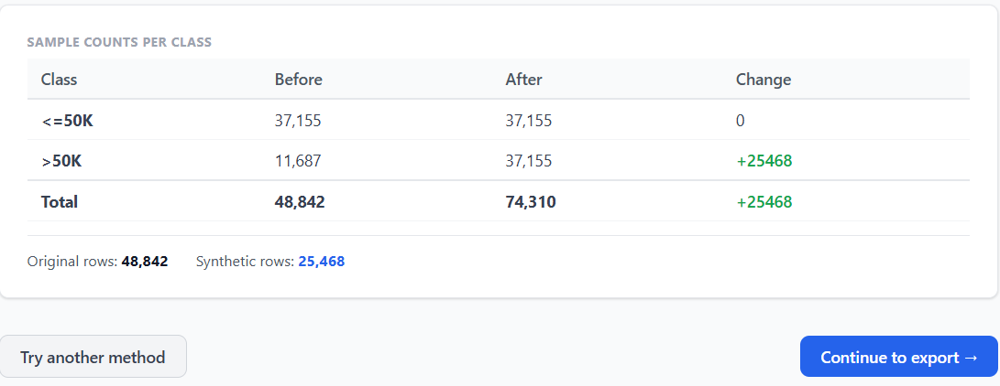 SAMPLE COUNTS PER CLASS
Class Before After Change
<=50K 37,155 37,155 0
>50K 11,687 37,155 +25468
Total 48,842 74,310 +25468
Original rows: 48,842 Synthetic rows: 25,468
Try another method Continue to export →